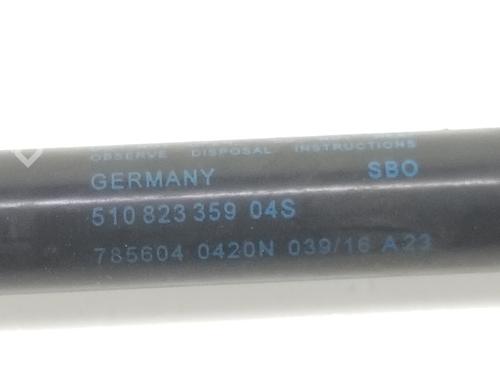 OBSERVE DISPOSAL INSTRUCTIONS
GERMANY SBO
510 823 359 04S
785604 0420N 039/16 A23